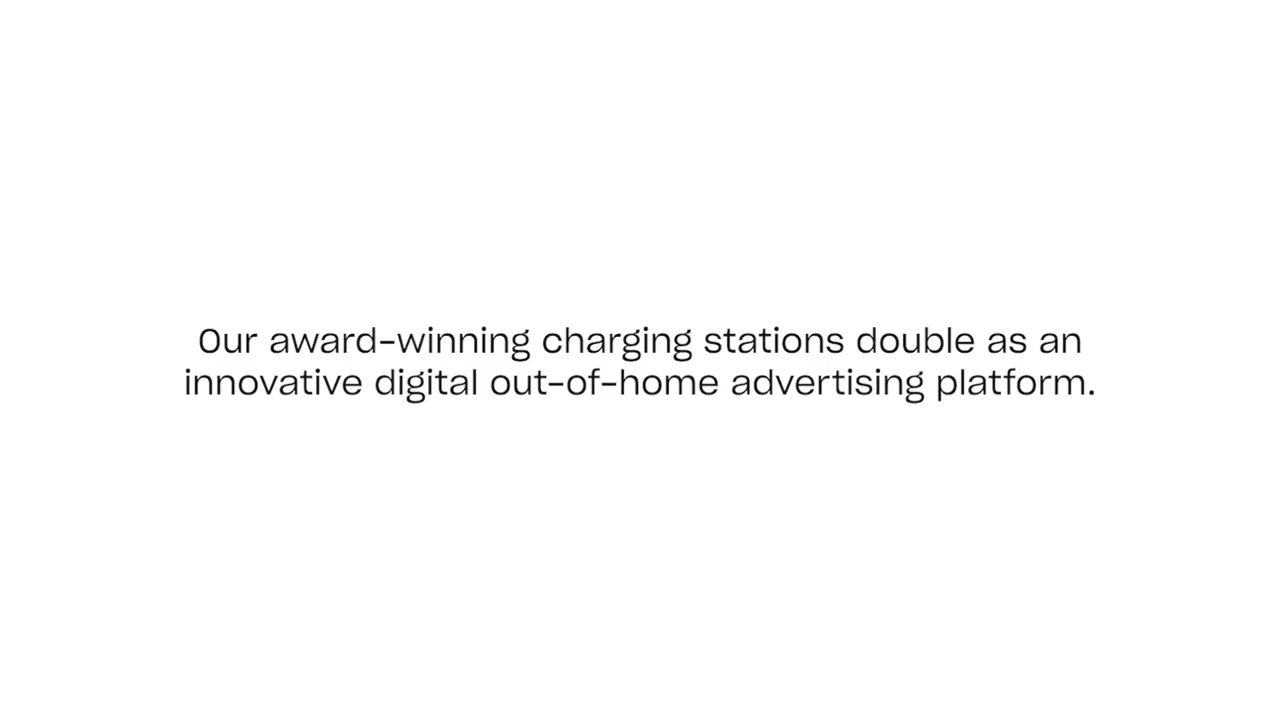 Our award-winning charging stations double as an
innovative digital out-of-home advertising platform.